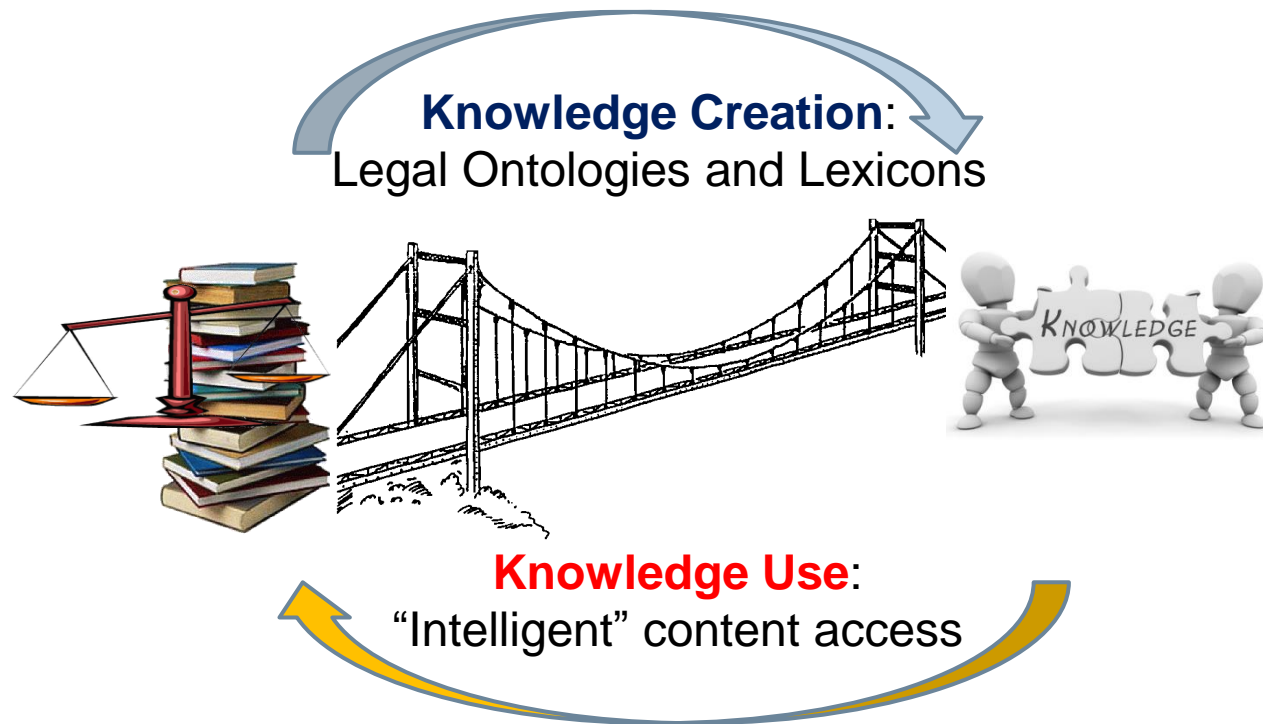 Knowledge Creation:
Legal Ontologies and Lexicons
KNOWLEDGE
Knowledge Use:
“Intelligent” content access